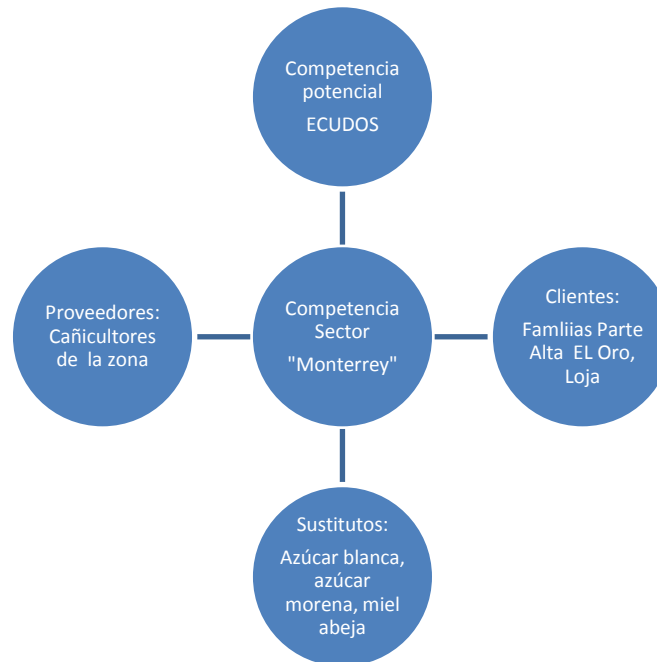 Competencia
potencial
ECUDOS
Proveedores:
Cañicultores
de la zona
Competencia
Sector
"Monterrey"
Clientes:
Famliias Parte
Alta EL Oro,
Loja
Sustitutos:
Azúcar blanca,
azúcar
morena, miel
abeja